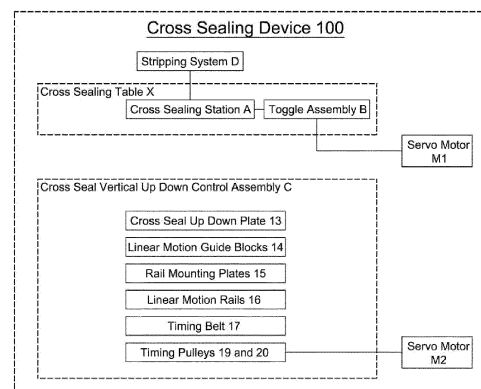 Cross Sealing Device 100
Stripping System D
Cross Sealing Table X
Cross Sealing Station A
Toggle Assembly B
Servo Motor
M1
Cross Seal Vertical Up Down Control Assembly C
Cross Seal Up Down Plate 13
Linear Motion Guide Blocks 14
Rail Mounting Plates 15
Linear Motion Rails 16
Timing Belt 17
Timing Pulleys 19 and 20
Servo Motor
M2